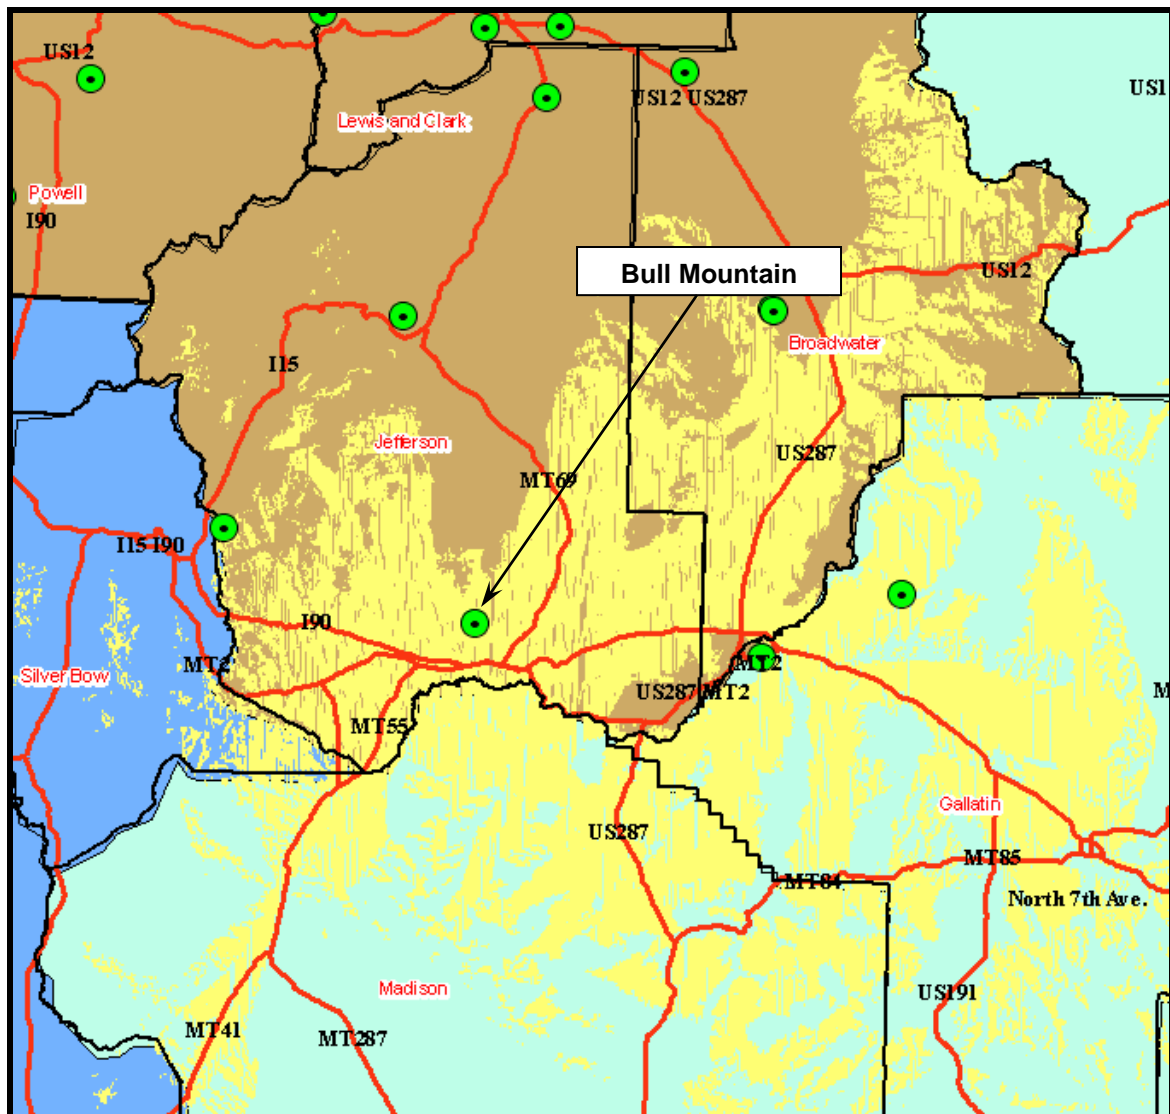 US12
US1
US12 US287
Lewis and Clark
Powell
I90
Bull Mountain
US12
Broadwater
I15
Jefferson
US287
MT69
I15 I90
I90
MT2
MT2
Silver Bow
US287 MT2
M
MT55
Gallatin
US287
MT85
MT84
North 7th Ave.
Madison
US191
MT41
MT287